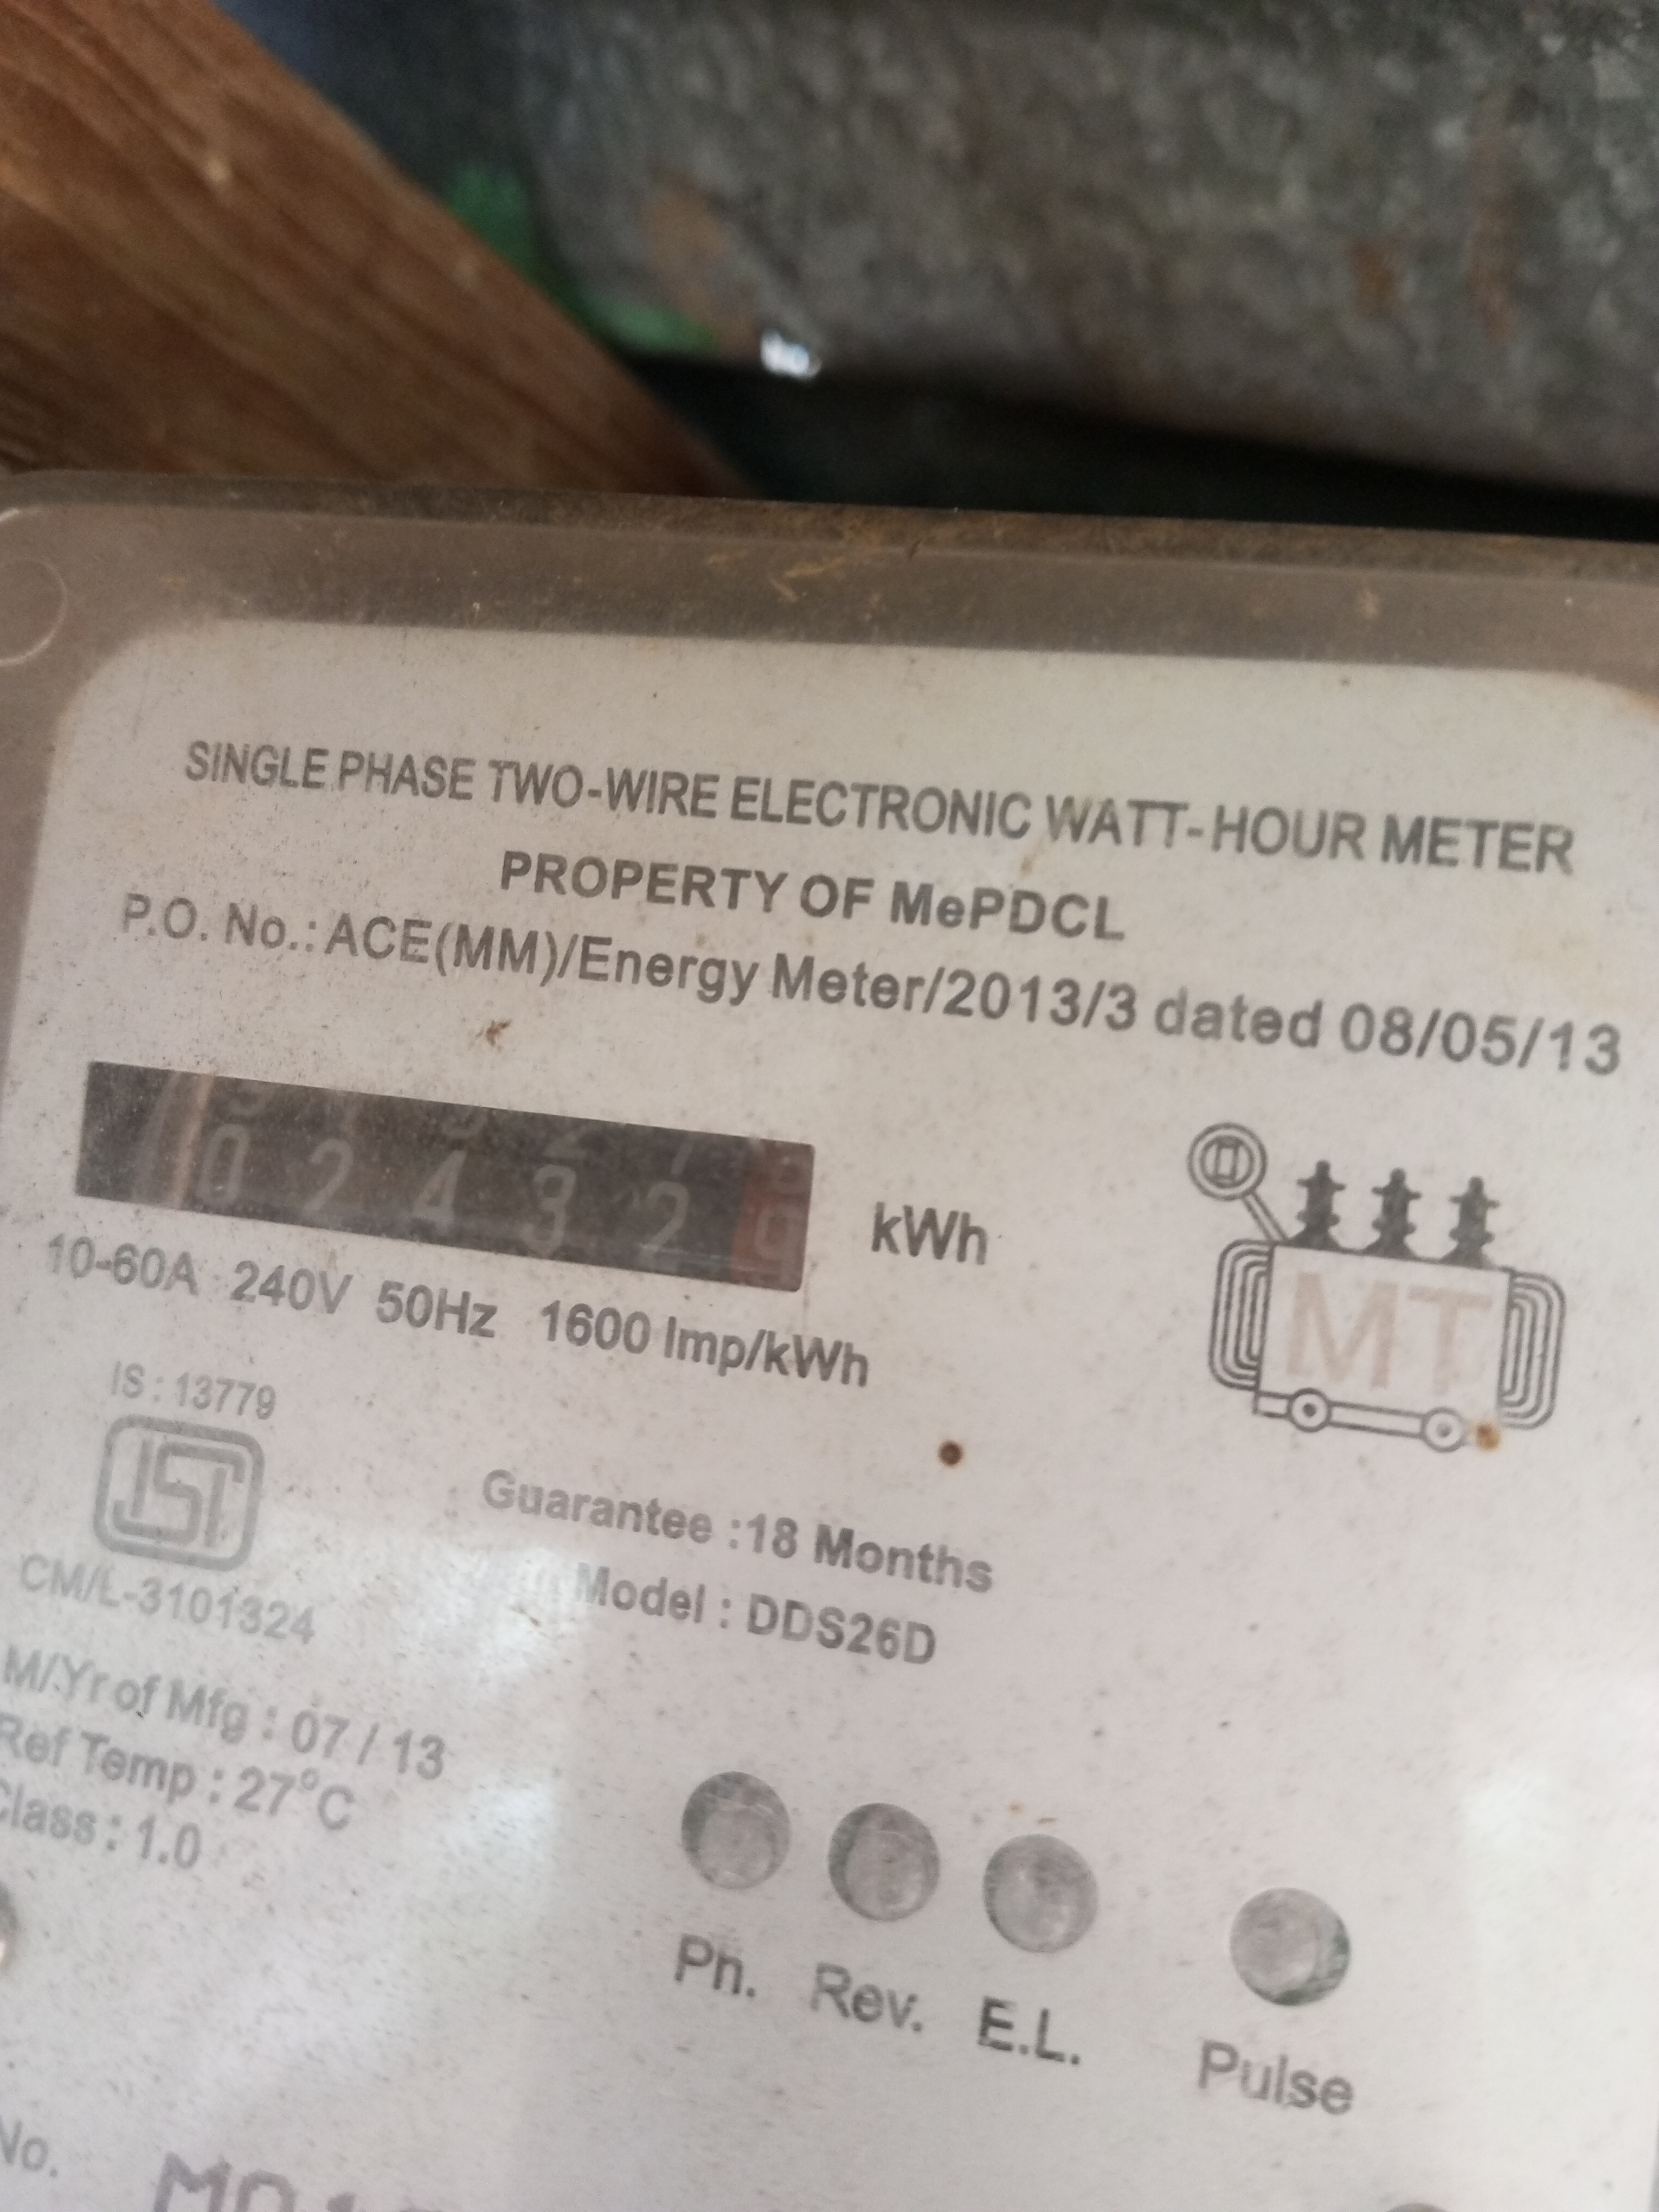 SINGLE PHASE TWO-WIRE ELECTRONIC WATT-HOUR METER
PROPERTY OF MePDCL
P.O. No.: ACE(MM)/Energy Meter/2013/3 dated 08/05/13
0 2 4 3 2 9 kWh
10-60A 240V 50Hz 1600 Imp/kWh
MT
IS : 13779
ISI
CM/L-3101324
Guarantee :18 Months
Model : DDS26D
M/Yr of Mfg : 07 / 13
Ref Temp : 27°C
Class : 1.0
Ph. Rev. E.L. Pulse
No.